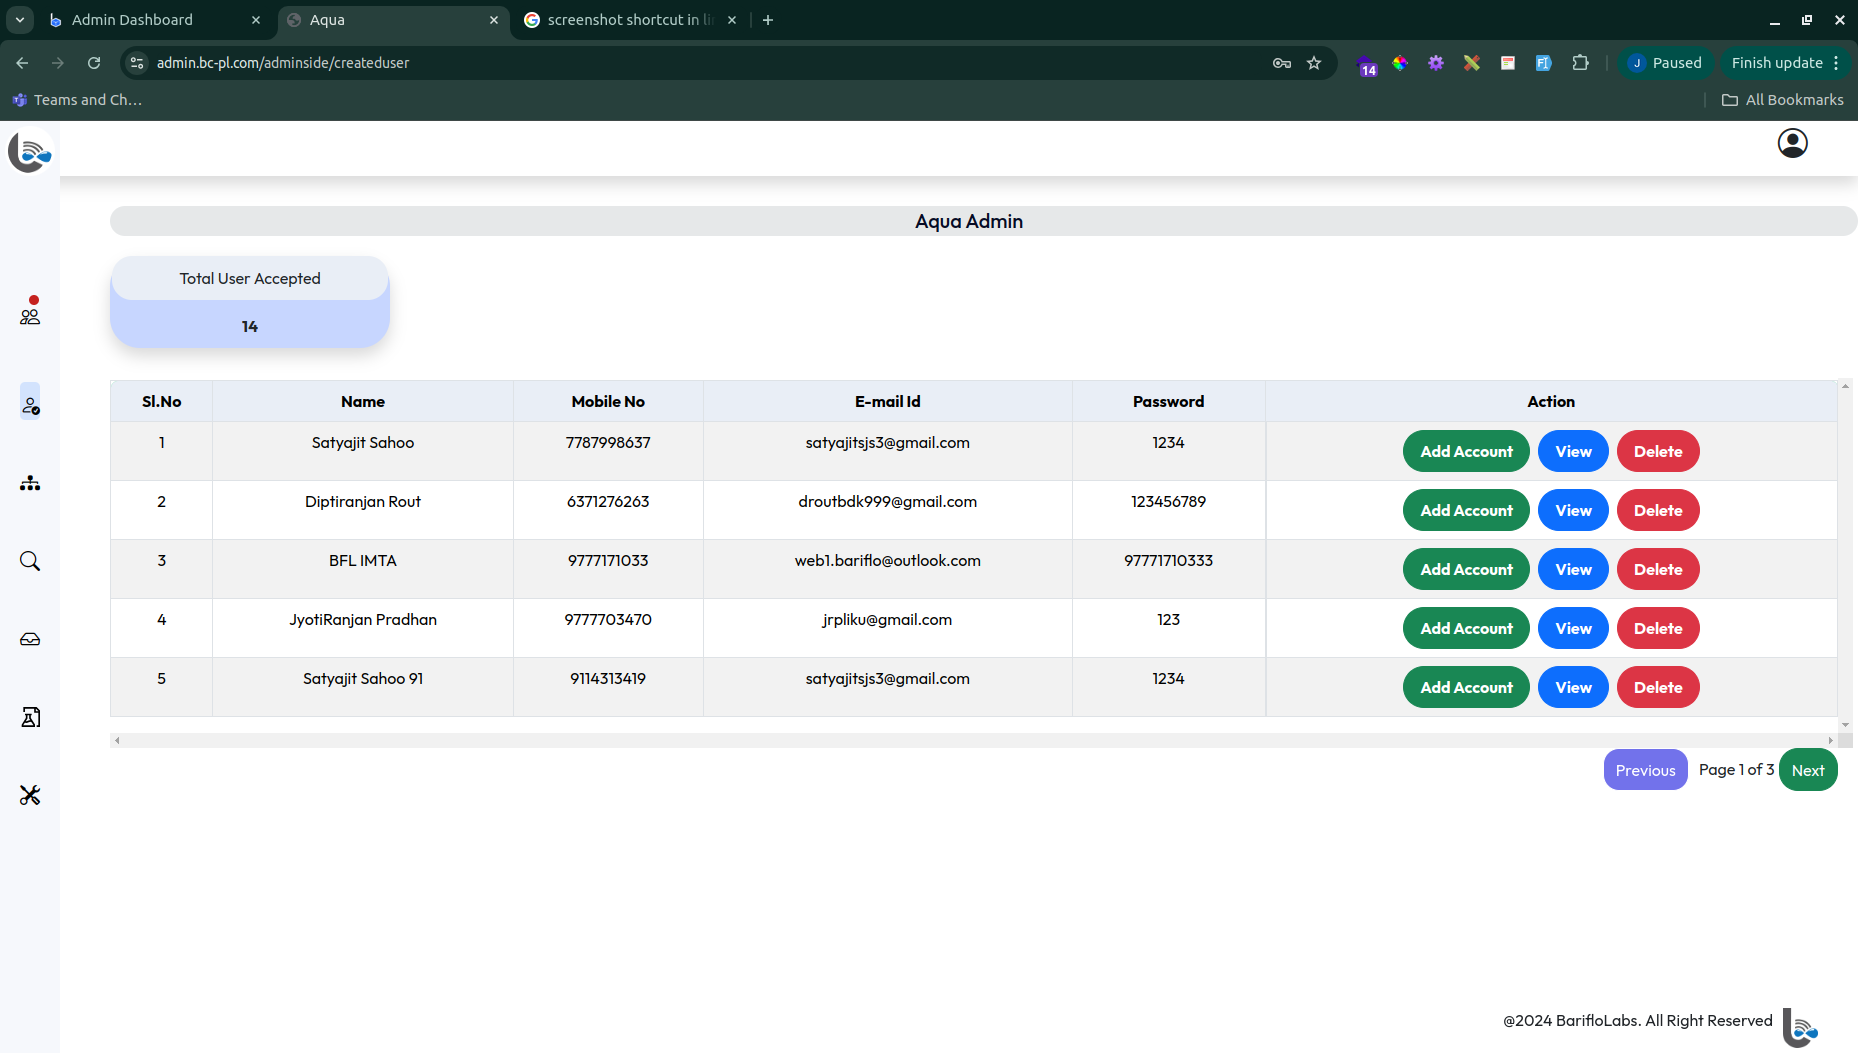 Admin Dashboard
Aqua
screenshot shortcut in li
admin.bc-pl.com/adminside/createduser
14
J Paused
Finish update
Teams and Ch...
All Bookmarks
Aqua Admin
Total User Accepted
14
Sl.No Name Mobile No E-mail Id Password Action
1 Satyajit Sahoo 7787998637 satyajitsjs3@gmail.com 1234 Add Account View Delete
2 Diptiranjan Rout 6371276263 droutbdk999@gmail.com 123456789 Add Account View Delete
3 BFL IMTA 9777171033 web1.bariflo@outlook.com 97771710333 Add Account View Delete
4 JyotiRanjan Pradhan 9777703470 jrpliku@gmail.com 123 Add Account View Delete
5 Satyajit Sahoo 91 9114313419 satyajitsjs3@gmail.com 1234 Add Account View Delete
Previous Page 1 of 3 Next
@2024 BarifloLabs. All Right Reserved